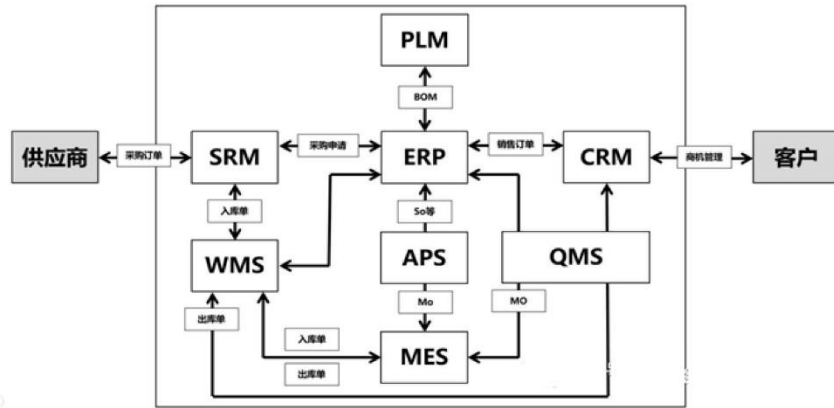 PLM
BOM
供应商
采购订单
SRM
采购申请
ERP
销售订单
CRM
商机管理
客户
入库单
So等
WMS
APS
QMS
出库单
Mo
MO
入库单
MES
出库单